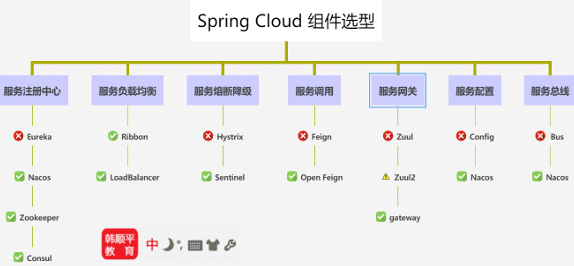 Spring Cloud 组件选型
服务注册中心 服务负载均衡 服务熔断降级 服务调用 服务网关 服务配置 服务总线
Eureka Ribbon Hystrix Feign Zuul Config Bus
Nacos LoadBalancer Sentinel Open Feign Zuul2 Nacos Nacos
Zookeeper gateway
Consul
韩顺平
教育
中